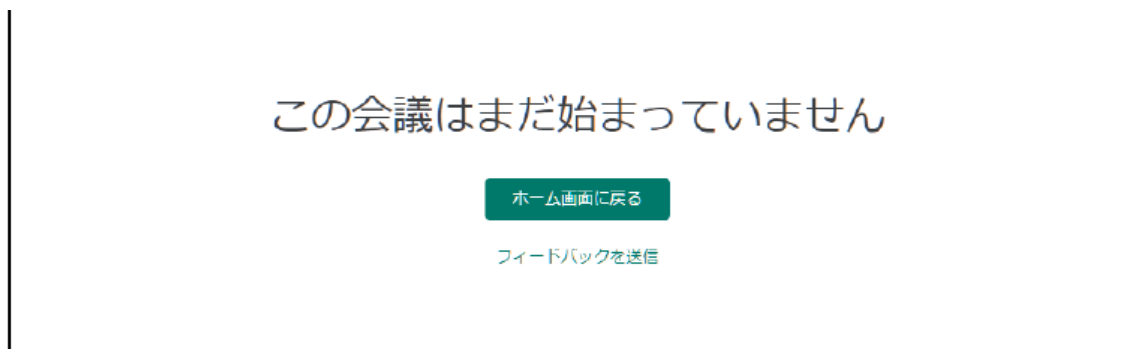 この会議はまだ始まっていません
ホーム画面に戻る
フィードバックを送信